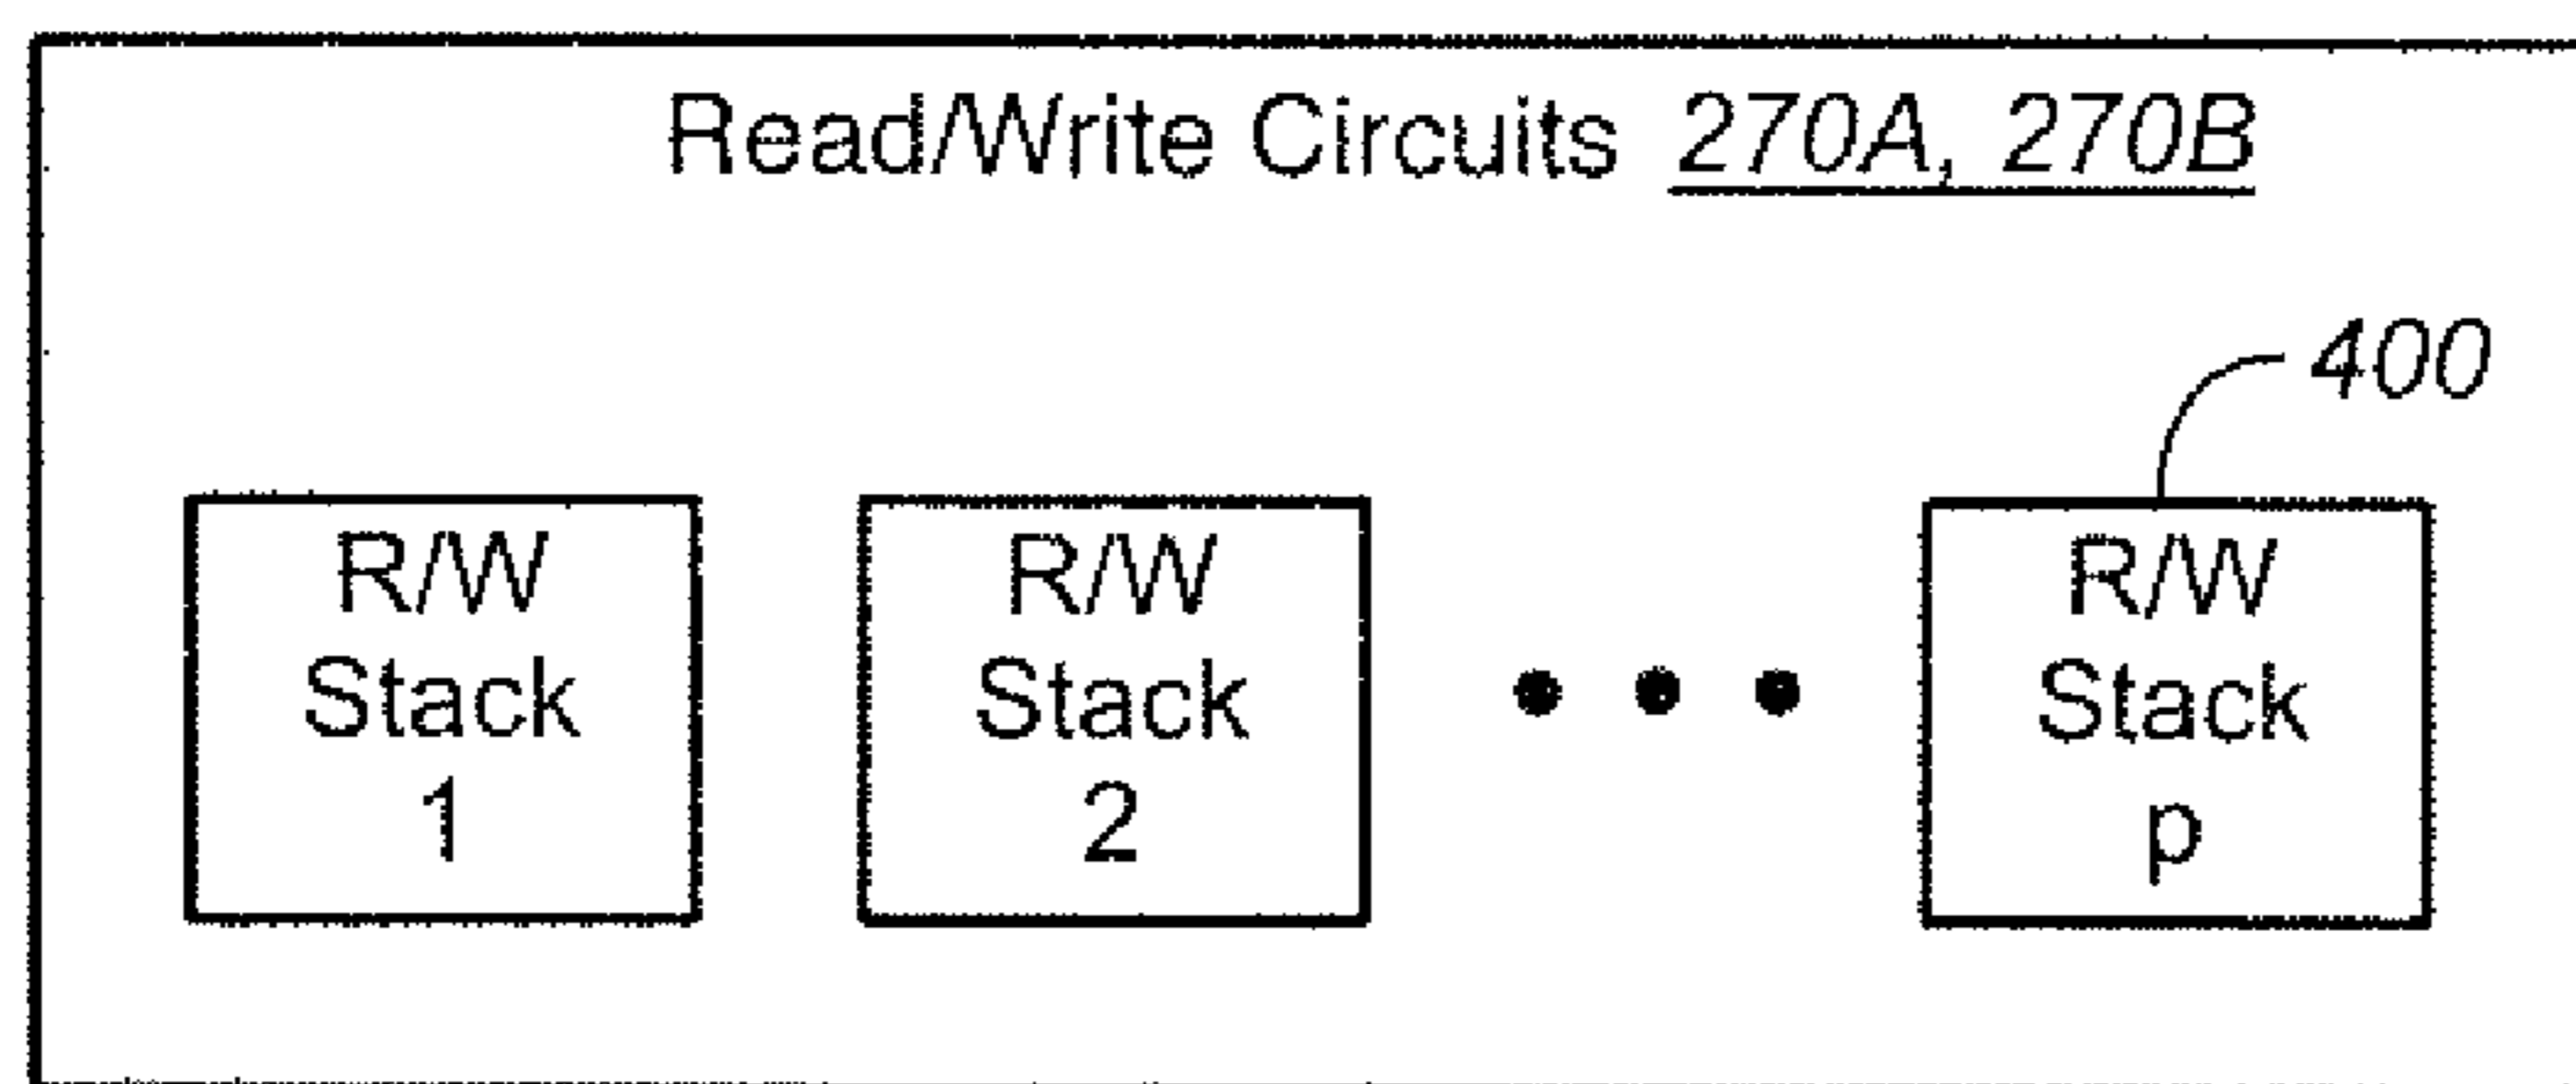 Read/Write Circuits 270A, 270B
400
R/W
Stack
1
R/W
Stack
2
R/W
Stack
p